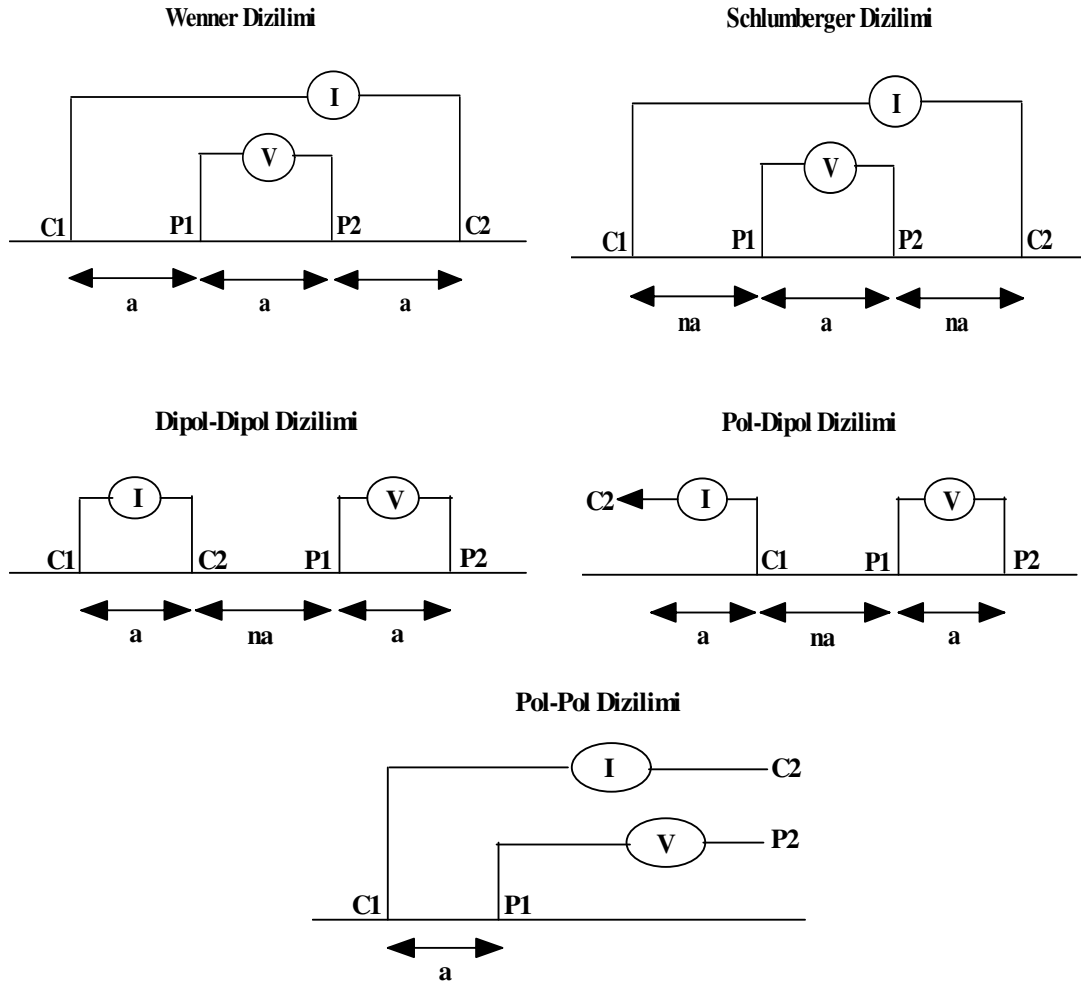 Wenner Dizilimi
I
V
C1 P1 P2 C2
a a a
Schlumberger Dizilimi
I
V
C1 P1 P2 C2
na a na
Dipol-Dipol Dizilimi
I V
C1 C2 P1 P2
a na a
Pol-Dipol Dizilimi
C2 I V
C1 P1 P2
a na a
Pol-Pol Dizilimi
I C2
V P2
C1 P1
a